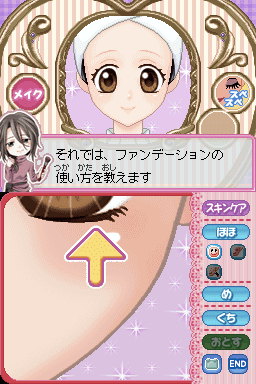 メイク
スベ
スベ
それでは、ファンデーションの
つか かた おし
使い方を教えます
スキンケア
ほほ
め
くち
おとす
END